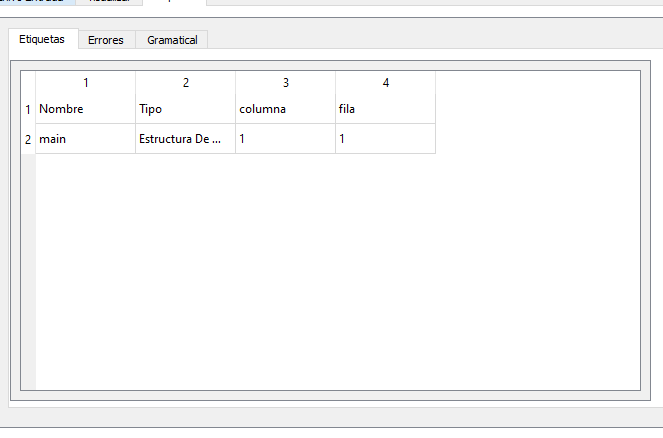 Etiquetas Errores Gramatical
1 2 3 4
1 Nombre Tipo columna fila
2 main Estructura De ... 1 1